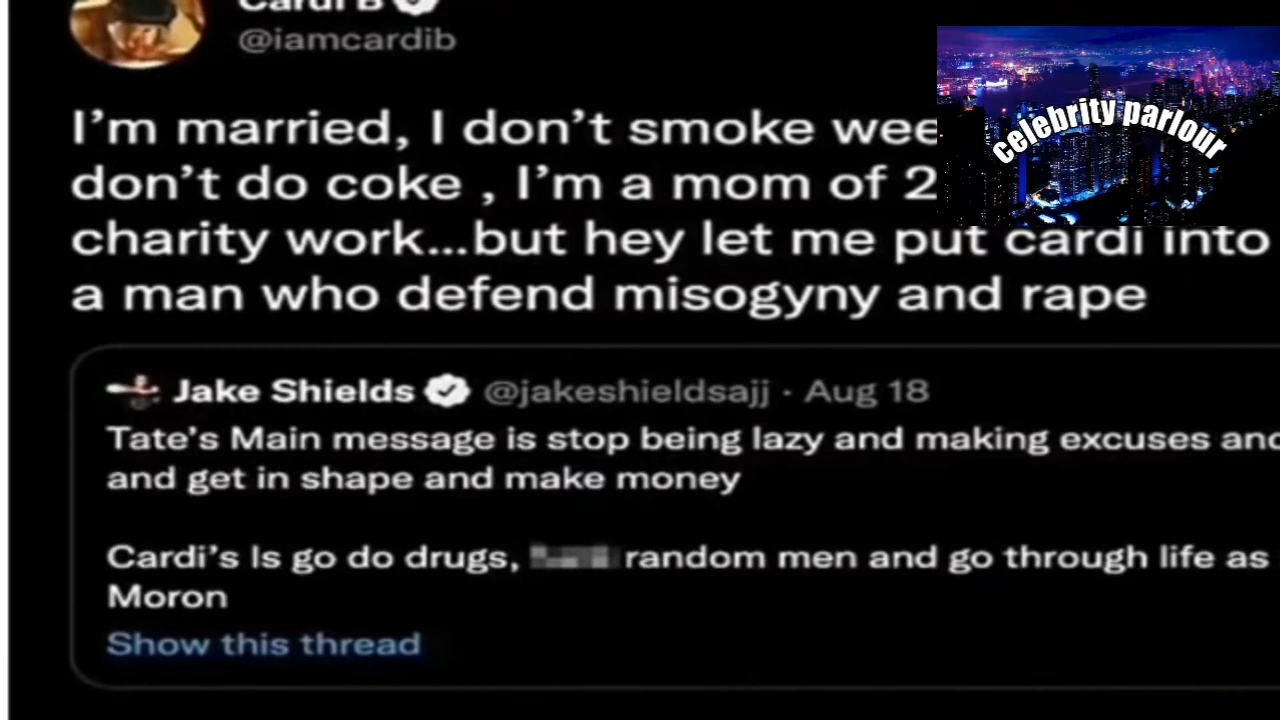 Cardi B
@iamcardib
celebrity parlour
I’m married, I don’t smoke wee
don’t do coke , I’m a mom of 2
charity work...but hey let me put cardi into
a man who defend misogyny and rape
Jake Shields @jakeshieldsajj · Aug 18
Tate’s Main message is stop being lazy and making excuses and
and get in shape and make money
Cardi’s Is go do drugs, random men and go through life as
Moron
Show this thread